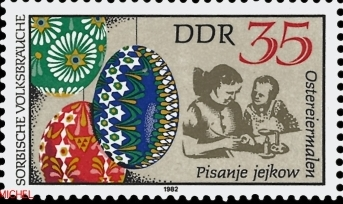 SORBISCHE VOLKSBRÄUCHE
DDR 35
Ostereiermalen
Pisanje jejkow
1982
MICHEL